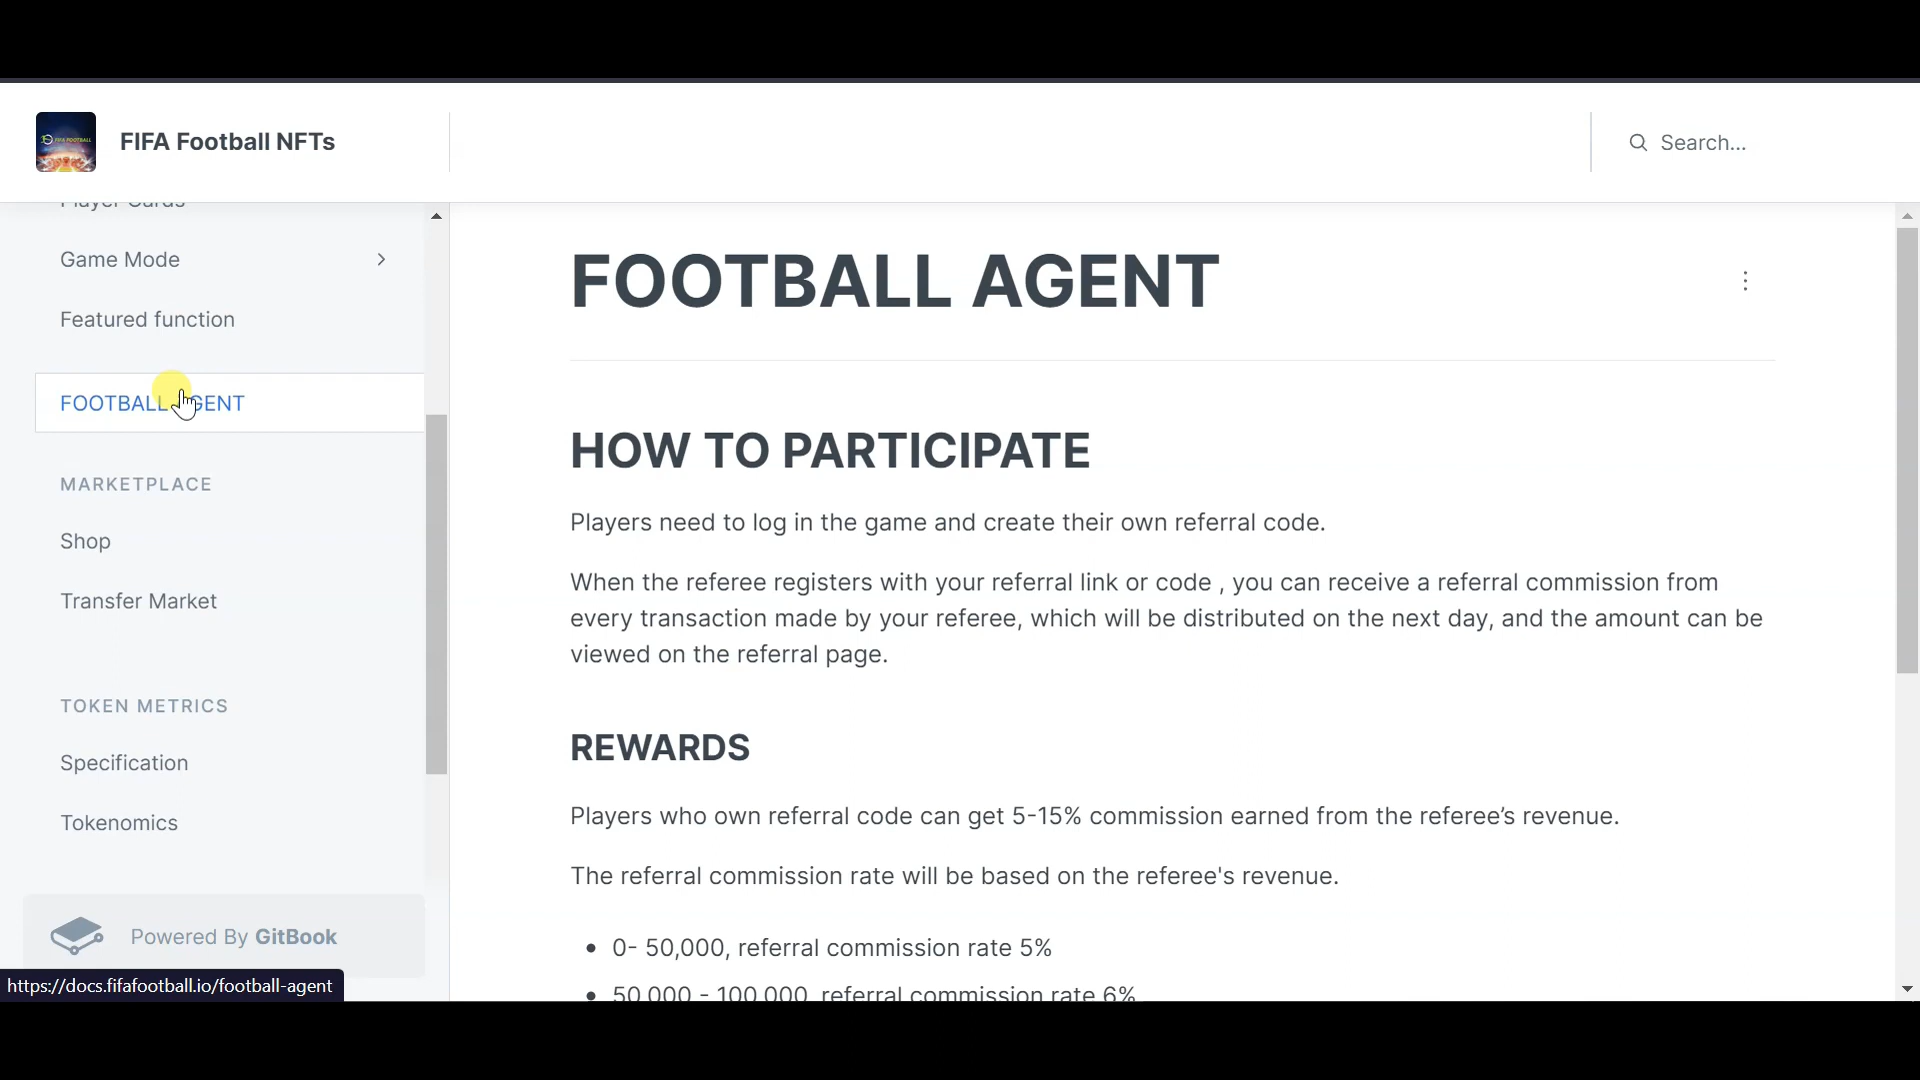 FIFA Football NFTs
Search...
Player Cards
Game Mode
Featured function
FOOTBALL AGENT
MARKETPLACE
Shop
Transfer Market
TOKEN METRICS
Specification
Tokenomics
Powered By GitBook
https://docs.fifafootball.io/football-agent
FOOTBALL AGENT
HOW TO PARTICIPATE
Players need to log in the game and create their own referral code.
When the referee registers with your referral link or code , you can receive a referral commission from
every transaction made by your referee, which will be distributed on the next day, and the amount can be
viewed on the referral page.
REWARDS
Players who own referral code can get 5-15% commission earned from the referee’s revenue.
The referral commission rate will be based on the referee's revenue.
• 0- 50,000, referral commission rate 5%
• 50,000 - 100,000, referral commission rate 6%